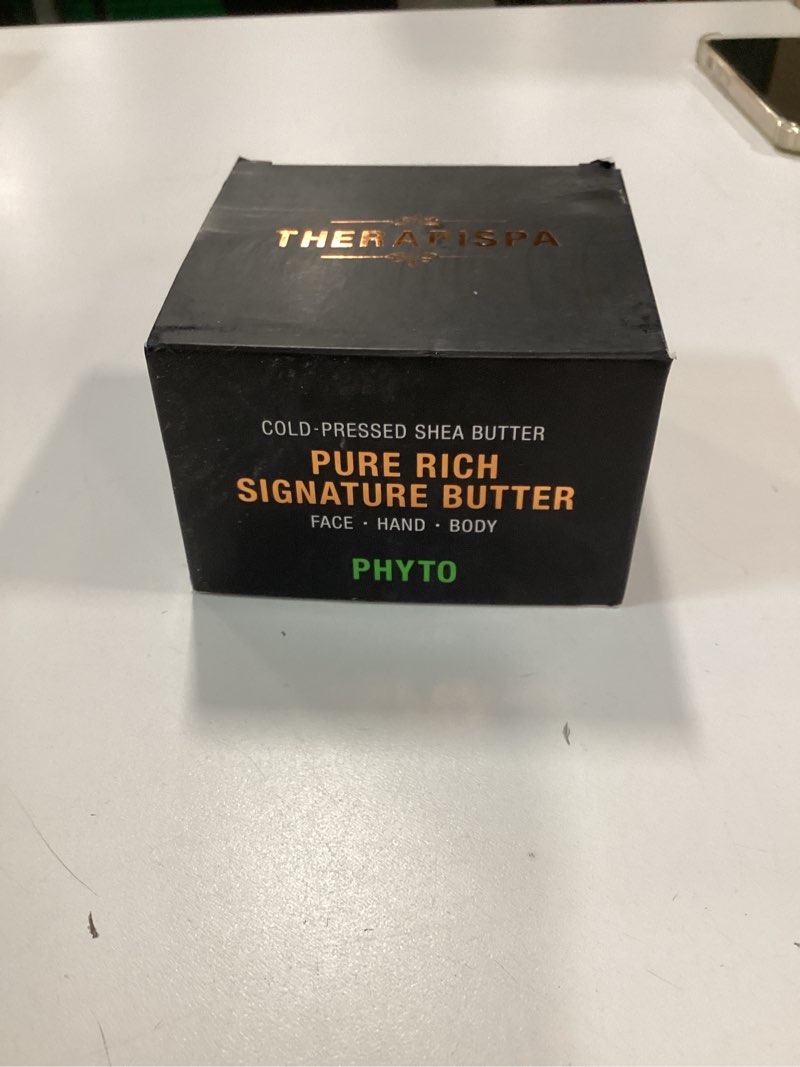 THERAPISPA
COLD-PRESSED SHEA BUTTER
PURE RICH
SIGNATURE BUTTER
FACE · HAND · BODY
PHYTO